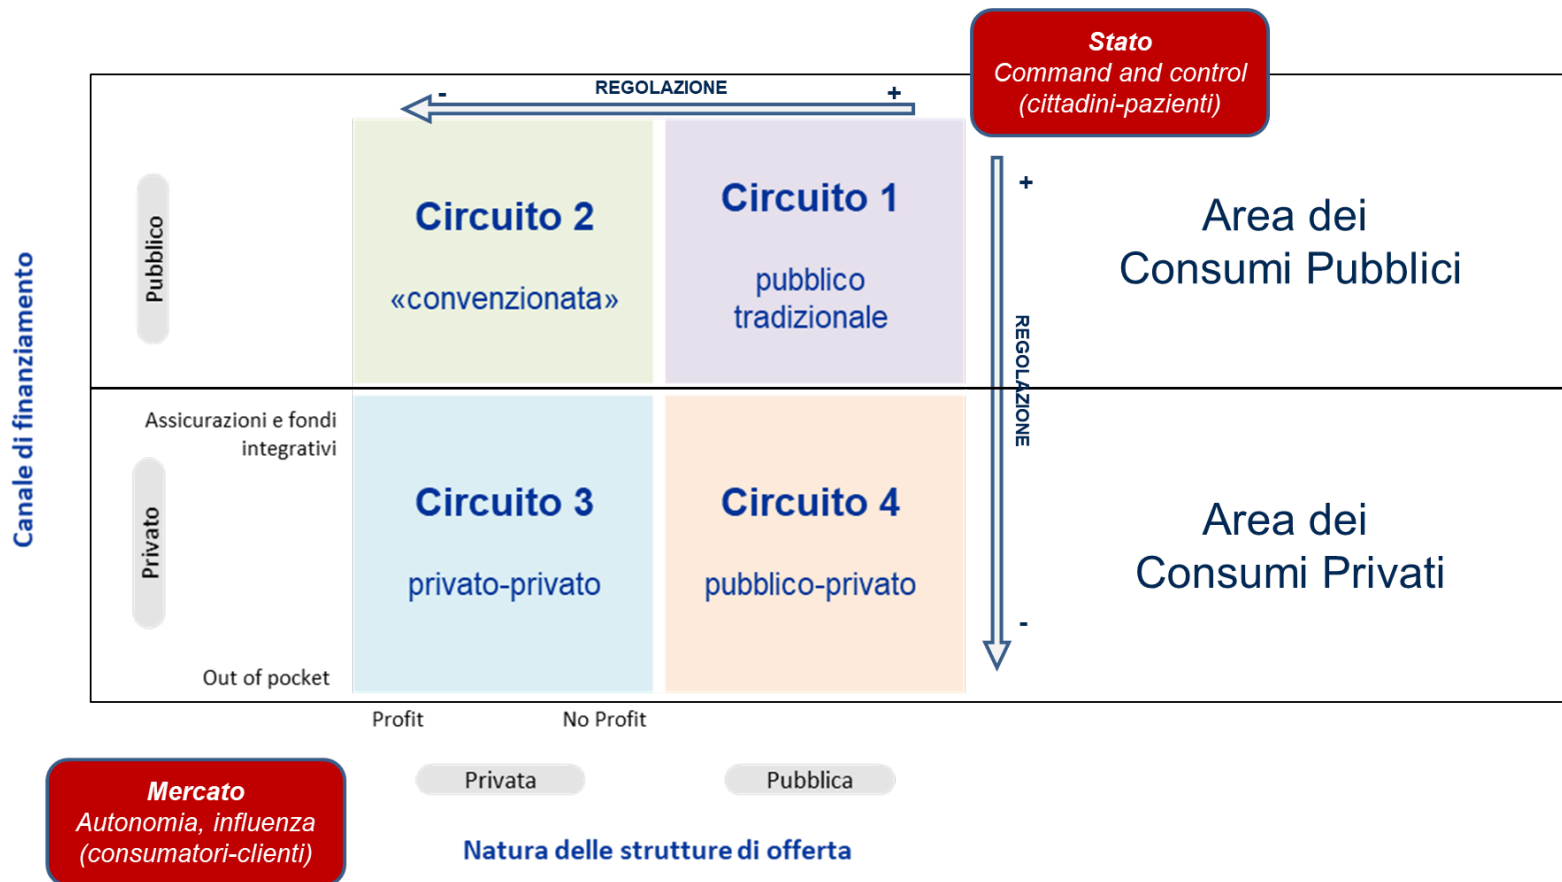 Stato
Command and control
(cittadini-pazienti)
- REGOLAZIONE +
Canale di finanziamento
Pubblico
Circuito 2
«convenzionata»
Circuito 1
pubblico
tradizionale
+
REGOLAZIONE
-
Area dei
Consumi Pubblici
Assicurazioni e fondi
integrativi
Privato
Out of pocket
Circuito 3
privato-privato
Circuito 4
pubblico-privato
Area dei
Consumi Privati
Profit
No Profit
Privata
Pubblica
Natura delle strutture di offerta
Mercato
Autonomia, influenza
(consumatori-clienti)